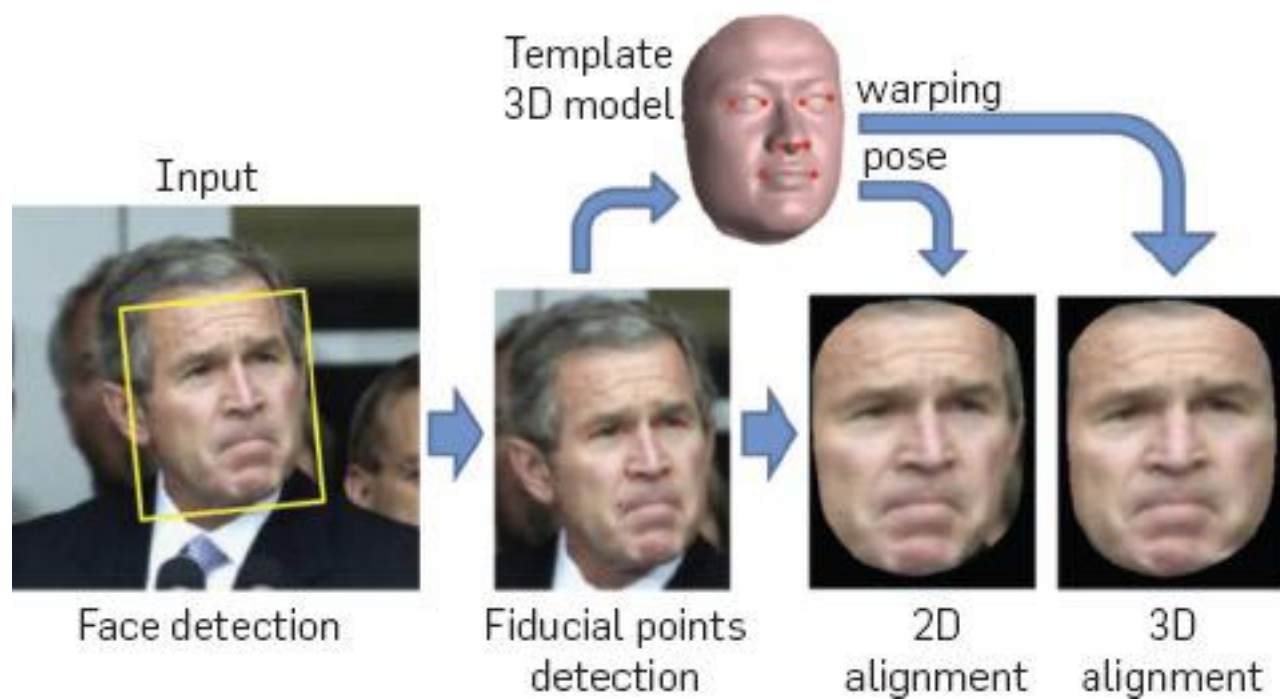 Template
3D model
warping
pose
Input
Face detection
Fiducial points
detection
2D
alignment
3D
alignment